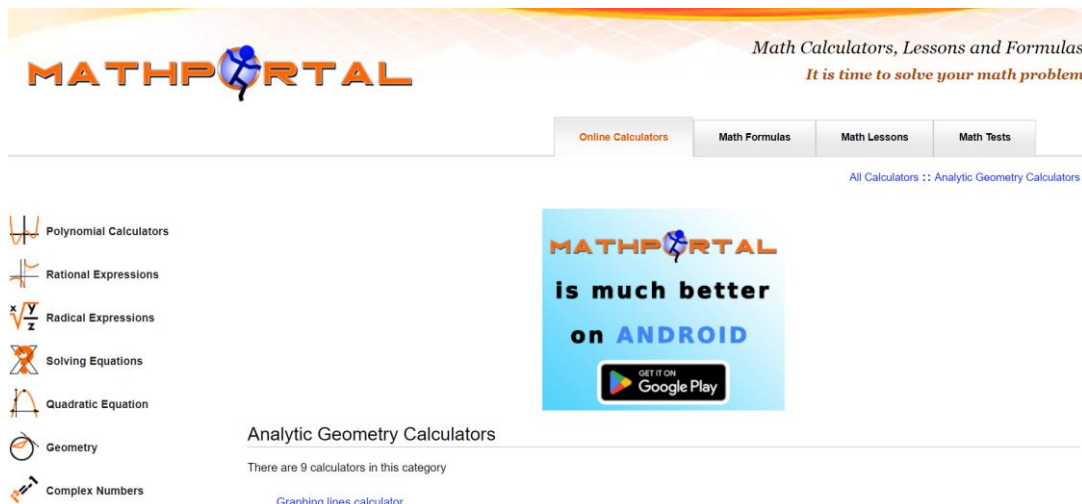 MATHPORTAL
Math Calculators, Lessons and Formulas
It is time to solve your math problem
Online Calculators
Math Formulas
Math Lessons
Math Tests
All Calculators :: Analytic Geometry Calculators
Polynomial Calculators
Rational Expressions
x y z
Radical Expressions
Solving Equations
Quadratic Equation
Geometry
Complex Numbers
MATHPORTAL
is much better
on ANDROID
GET IT ON
Google Play
Analytic Geometry Calculators
There are 9 calculators in this category
Graphing lines calculator